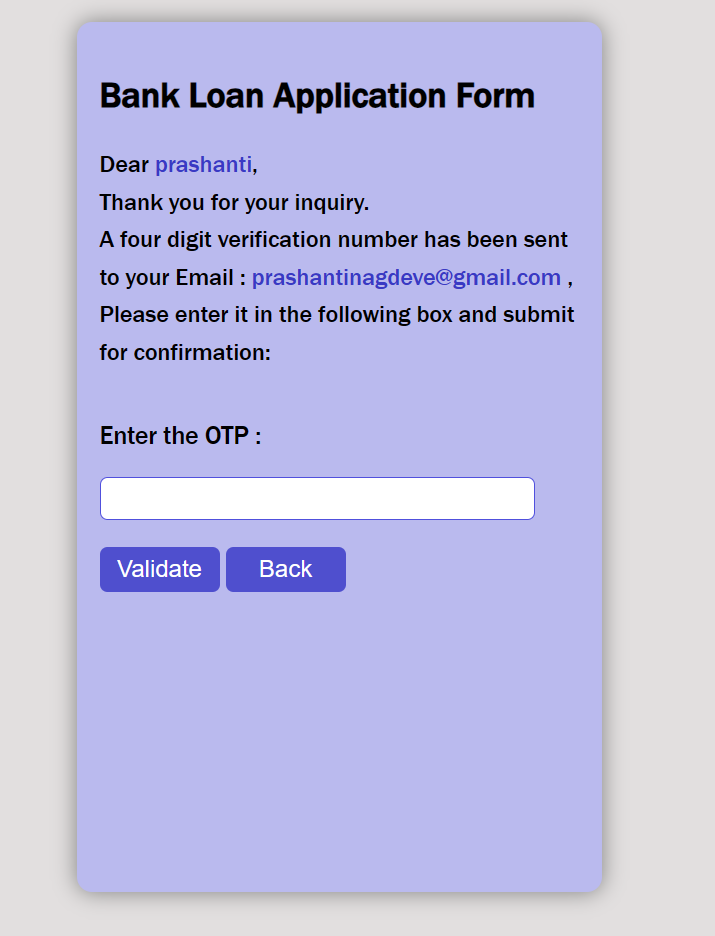 Bank Loan Application Form
Dear prashanti,
Thank you for your inquiry.
A four digit verification number has been sent
to your Email : prashantinagdeve@gmail.com ,
Please enter it in the following box and submit
for confirmation:
Enter the OTP :
Validate Back